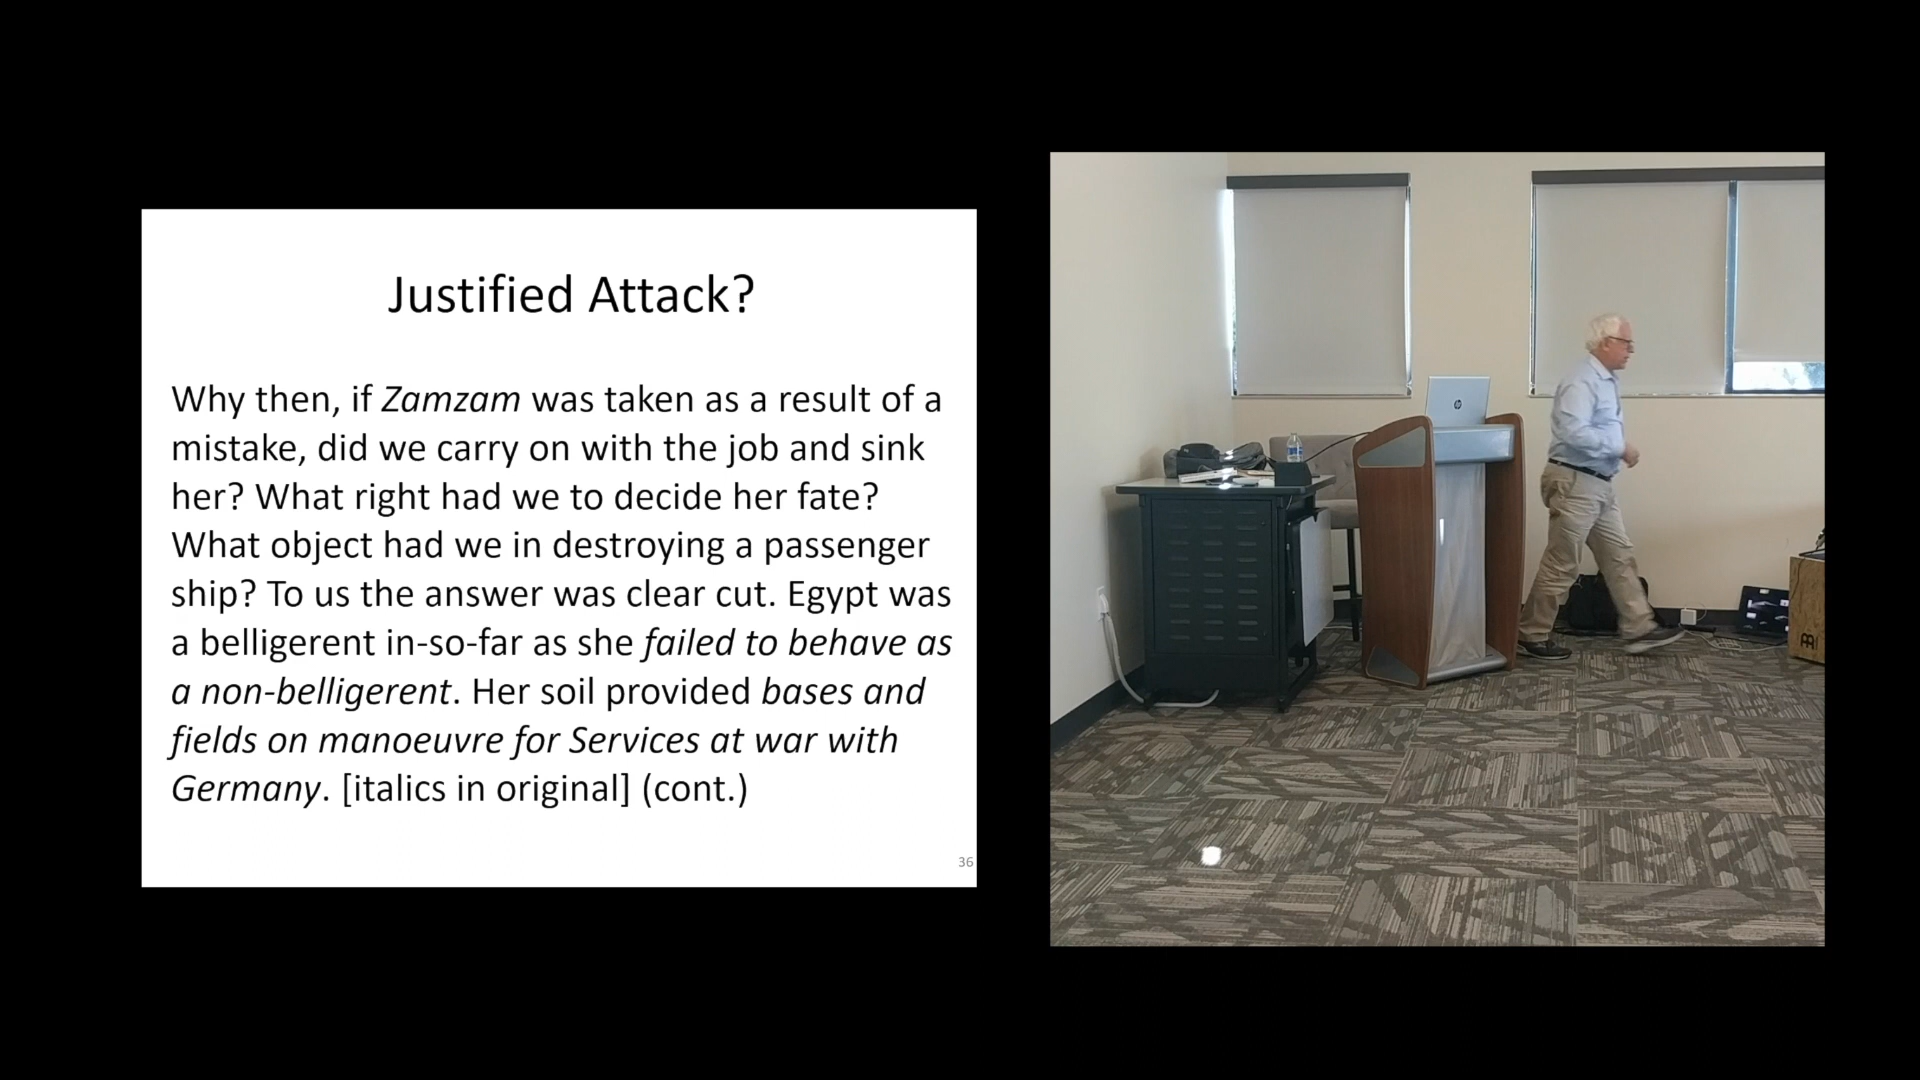 Justified Attack?
Why then, if Zamzam was taken as a result of a
mistake, did we carry on with the job and sink
her? What right had we to decide her fate?
What object had we in destroying a passenger
ship? To us the answer was clear cut. Egypt was
a belligerent in-so-far as she failed to behave as
a non-belligerent. Her soil provided bases and
fields on manoeuvre for Services at war with
Germany. [italics in original] (cont.)
36
hp